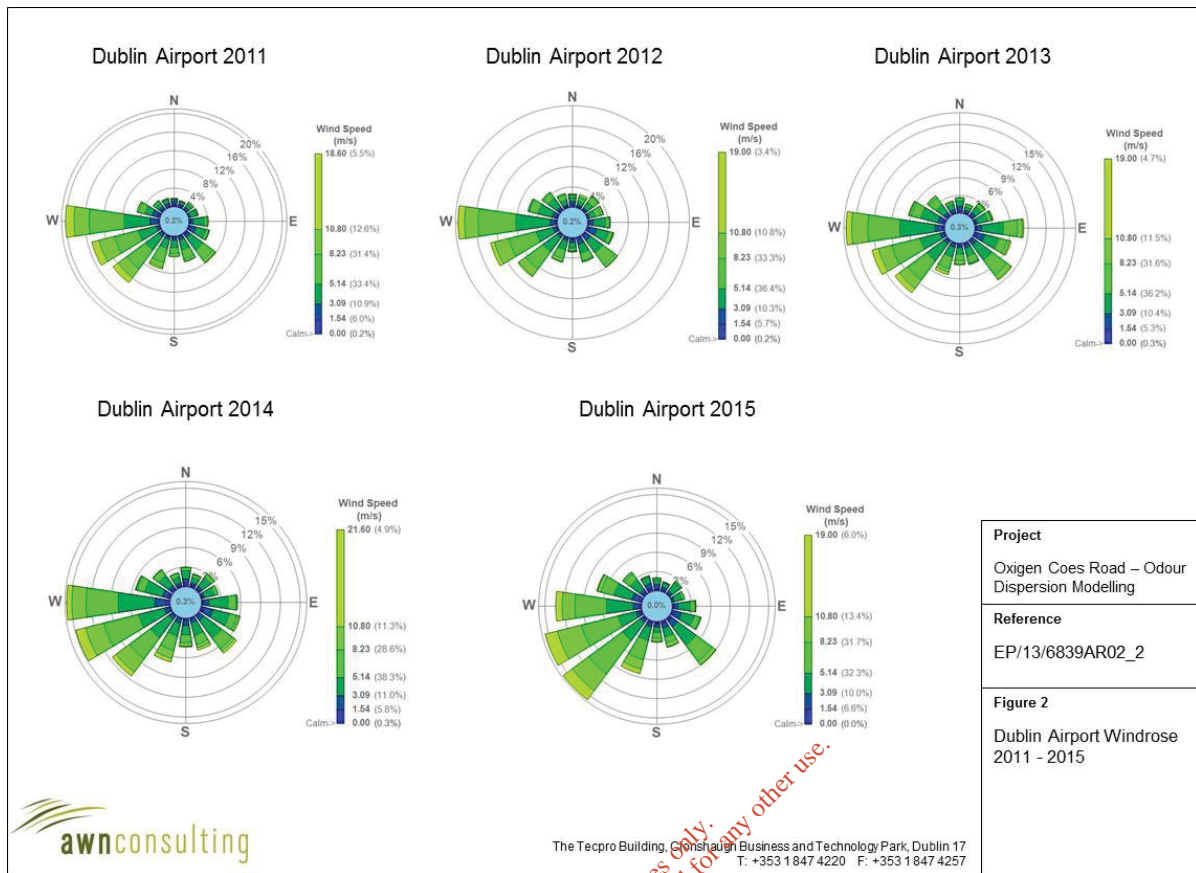 Dublin Airport 2011
N
W
E
S
20%
16%
12%
8%
4%
0.2%
Wind Speed
(m/s)
18.60 (5.5%)
10.80 (12.6%)
8.23 (31.4%)
5.14 (33.4%)
3.09 (10.9%)
1.54 (6.0%)
Calm-> 0.00 (0.2%)
Dublin Airport 2012
N
W
E
S
20%
16%
12%
8%
4%
0.2%
Wind Speed
(m/s)
19.00 (3.4%)
10.80 (10.8%)
8.23 (33.3%)
5.14 (36.4%)
3.09 (10.3%)
1.54 (5.7%)
Calm-> 0.00 (0.2%)
Dublin Airport 2013
N
W
E
S
15%
12%
9%
6%
0.3%
Wind Speed
(m/s)
19.00 (4.7%)
10.80 (11.5%)
8.23 (31.6%)
5.14 (36.2%)
3.09 (10.4%)
1.54 (5.3%)
Calm-> 0.00 (0.3%)
Dublin Airport 2014
N
W
E
S
15%
12%
9%
6%
0.3%
Wind Speed
(m/s)
21.60 (4.9%)
10.80 (11.3%)
8.23 (28.6%)
5.14 (38.3%)
3.09 (11.0%)
1.54 (5.8%)
Calm-> 0.00 (0.3%)
Dublin Airport 2015
N
W
E
S
15%
12%
9%
6%
3%
0.0%
Wind Speed
(m/s)
19.00 (6.0%)
10.80 (13.4%)
8.23 (31.7%)
5.14 (32.3%)
3.09 (10.0%)
1.54 (6.6%)
Calm-> 0.00 (0.0%)
Project
Oxigen Coes Road – Odour
Dispersion Modelling
Reference
EP/13/6839AR02_2
Figure 2
Dublin Airport Windrose
2011 - 2015
awnconsulting
The Tecpro Building, Clonshaugh Business and Technology Park, Dublin 17
T: +353 1 847 4220 F: +353 1 847 4257
only.
for any other use.